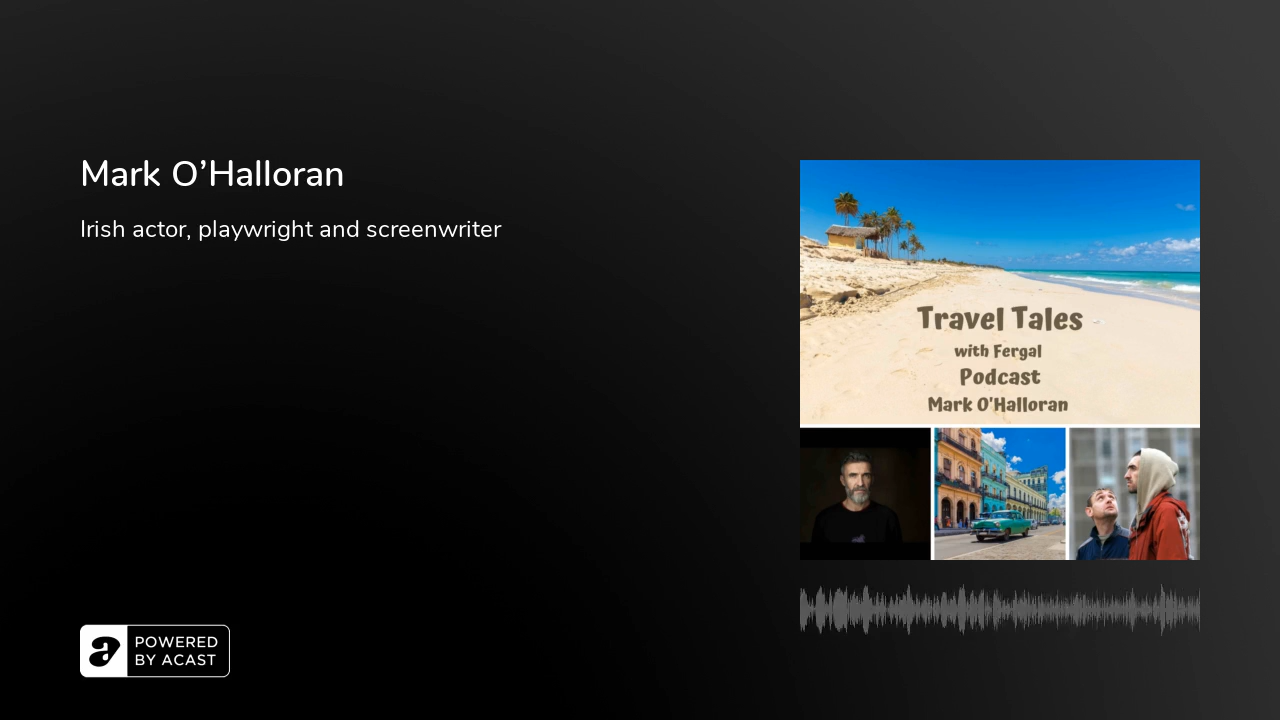 Mark O’Halloran
Irish actor, playwright and screenwriter
Travel Tales
with Fergal
Podcast
Mark O'Halloran
POWERED
BY ACAST